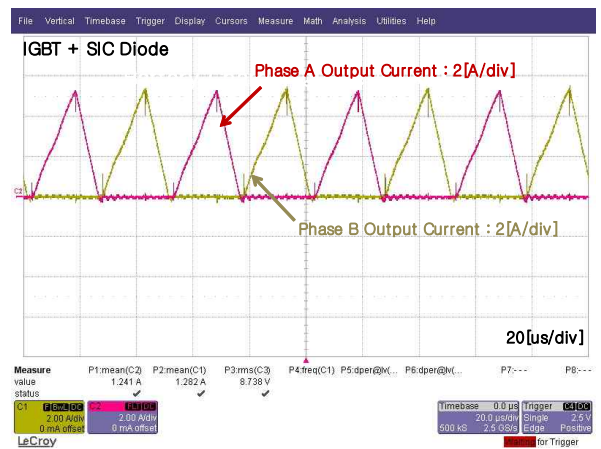 File Vertical Timebase Trigger Display Cursors Measure Math Analysis Utilities Help
IGBT + SIC Diode
Phase A Output Current : 2[A/div]
C2
Phase B Output Current : 2[A/div]
20[us/div]
Measure P1:mean(C2) P2:mean(C1) P3:rms(C3) P4:freq(C1) P5:dper@lv(... P6:dper@lv(... P7:--- P8:---
value 1.241 A 1.282 A 8.738 V
status
C1 C2 Timebase 0.0 µs Trigger
2.00 A/div 2.00 A/div 20.0 µs/div Single 2.5 V
0 mA offset 0 mA offset 500 kS 2.5 GS/s Edge Positive
LeCroy Waiting for Trigger